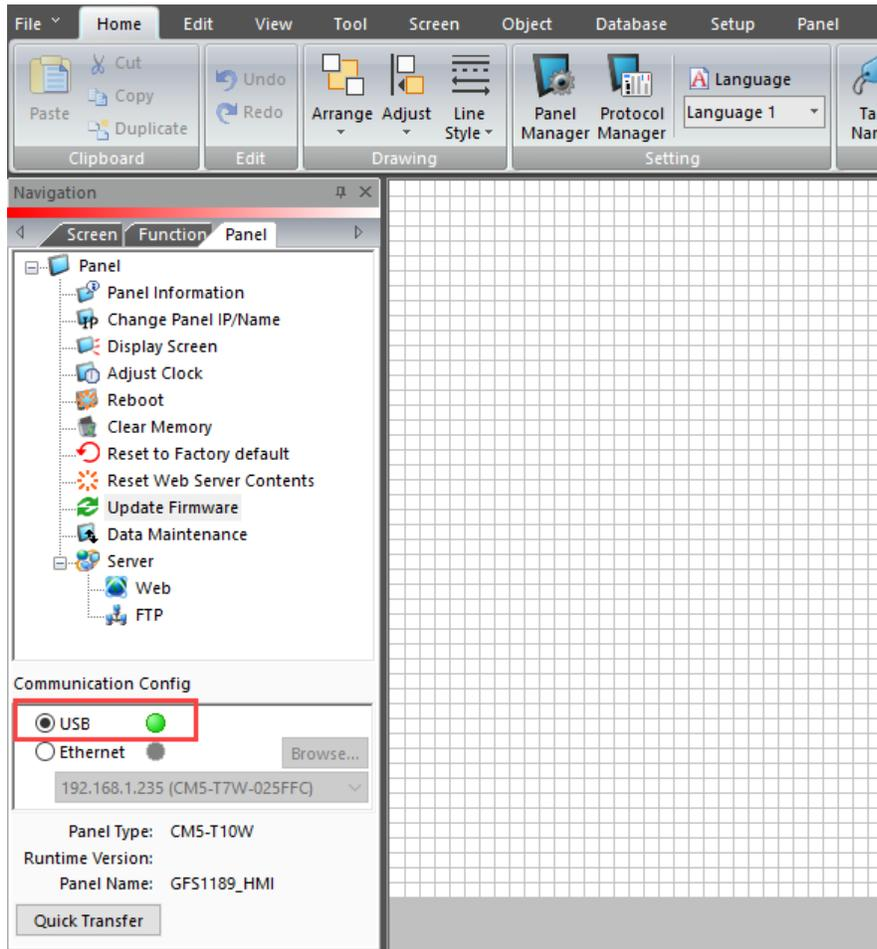 File Home Edit View Tool Screen Object Database Setup Panel
Paste
Cut
Copy
Duplicate
Clipboard
Undo
Redo
Edit
Arrange Adjust Line Style
Drawing
Panel Manager
Protocol Manager
Language
Language 1
Setting
Navigation
Screen Function Panel
Panel
Panel Information
Change Panel IP/Name
Display Screen
Adjust Clock
Reboot
Clear Memory
Reset to Factory default
Reset Web Server Contents
Update Firmware
Data Maintenance
Server
Web
FTP
Communication Config
USB
Ethernet Browse...
192.168.1.235 (CM5-T7W-025FFC)
Panel Type: CM5-T10W
Runtime Version:
Panel Name: GFS1189_HMI
Quick Transfer